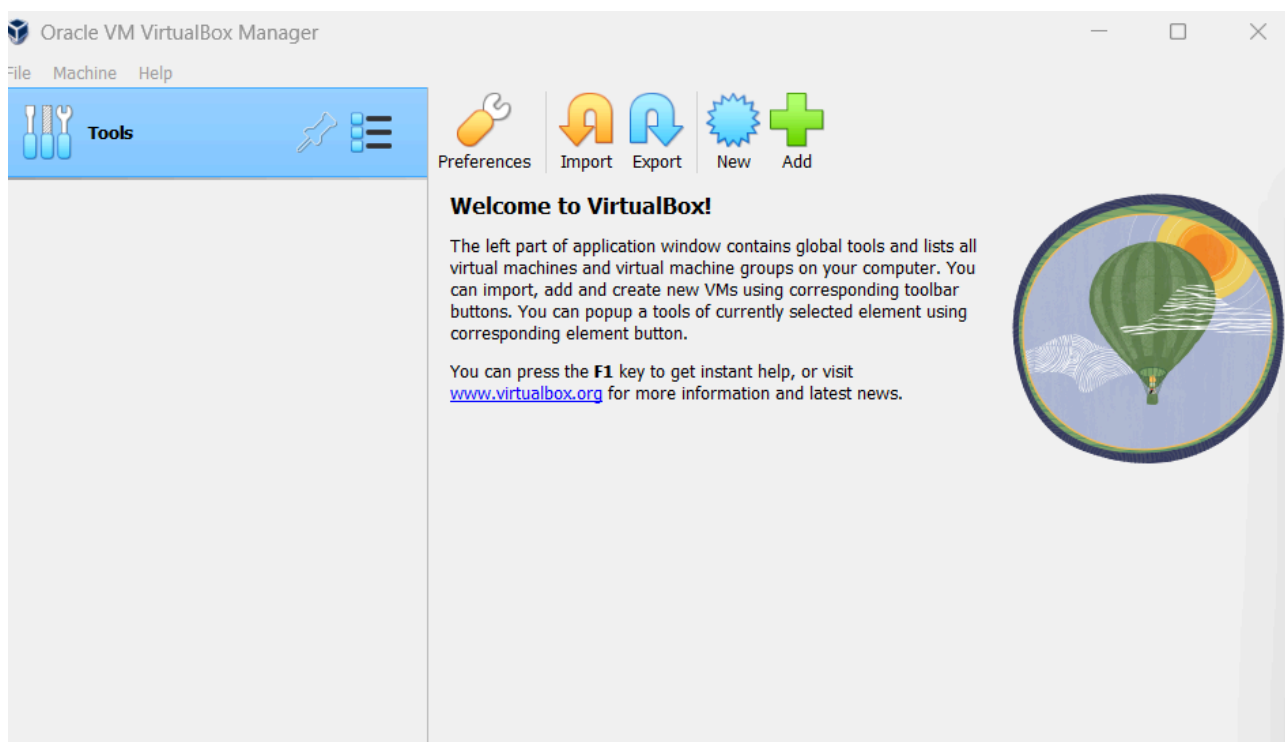 Oracle VM VirtualBox Manager
File Machine Help
Tools
Preferences Import Export New Add
Welcome to VirtualBox!
The left part of application window contains global tools and lists all
virtual machines and virtual machine groups on your computer. You
can import, add and create new VMs using corresponding toolbar
buttons. You can popup a tools of currently selected element using
corresponding element button.
You can press the F1 key to get instant help, or visit
www.virtualbox.org for more information and latest news.